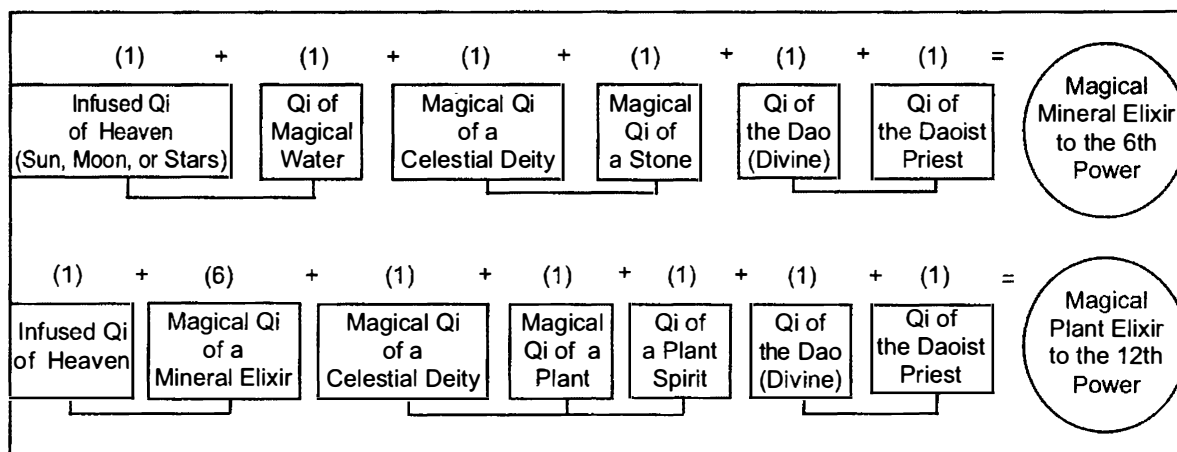 (1) + (1) + (1) + (1) + (1) + (1) =
Infused Qi
of Heaven
(Sun, Moon, or Stars)
Qi of
Magical
Water
Magical Qi
of a
Celestial Deity
Magical
Qi of
a Stone
Qi of
the Dao
(Divine)
Qi of
the Daoist
Priest
Magical
Mineral Elixir
to the 6th
Power
(1) + (6) + (1) + (1) + (1) + (1) + (1) =
Infused Qi
of Heaven
Magical Qi
of a
Mineral Elixir
Magical Qi
of a
Celestial Deity
Magical
Qi of a
Plant
Qi of
a Plant
Spirit
Qi of
the Dao
(Divine)
Qi of
the Daoist
Priest
Magical
Plant Elixir
to the 12th
Power